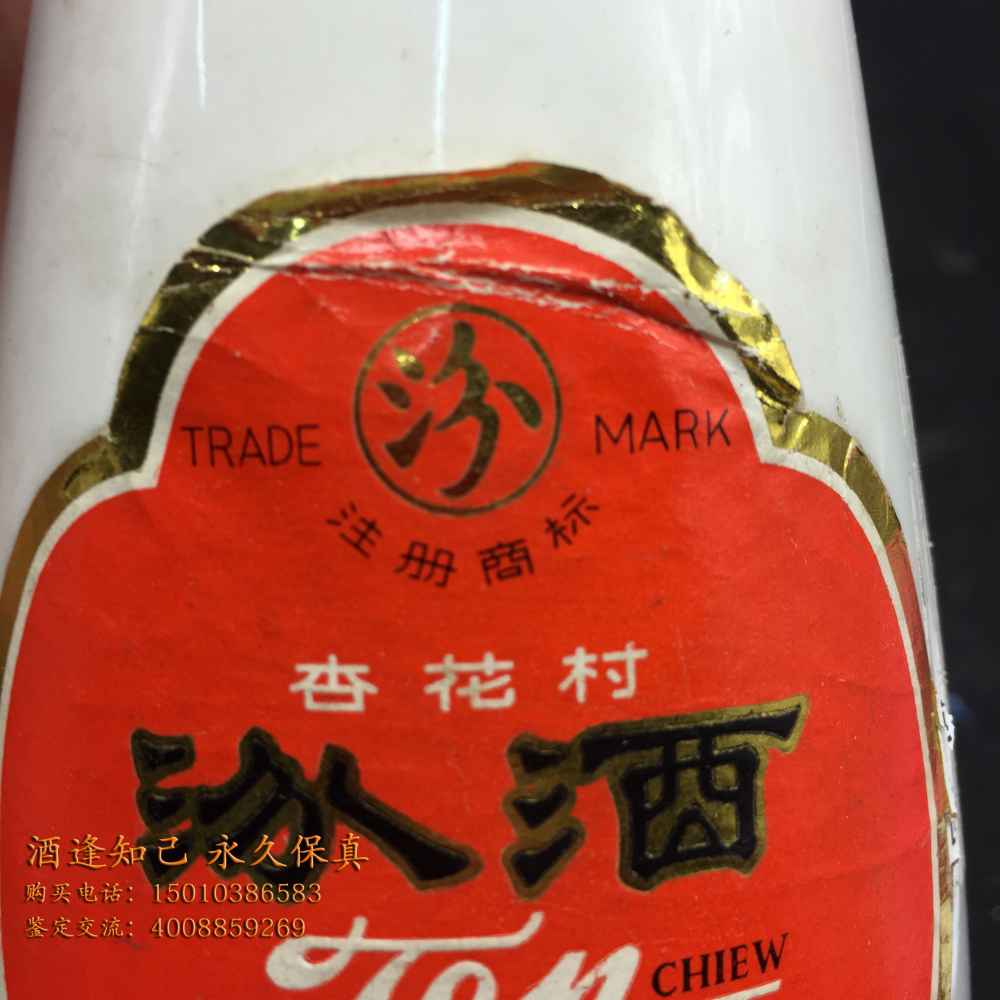 TRADE 汾 MARK
注册商标
杏花村
汾酒
酒逢知己 永久保真
购买电话：15010386583
鉴定交流：4008859269
CHIEW